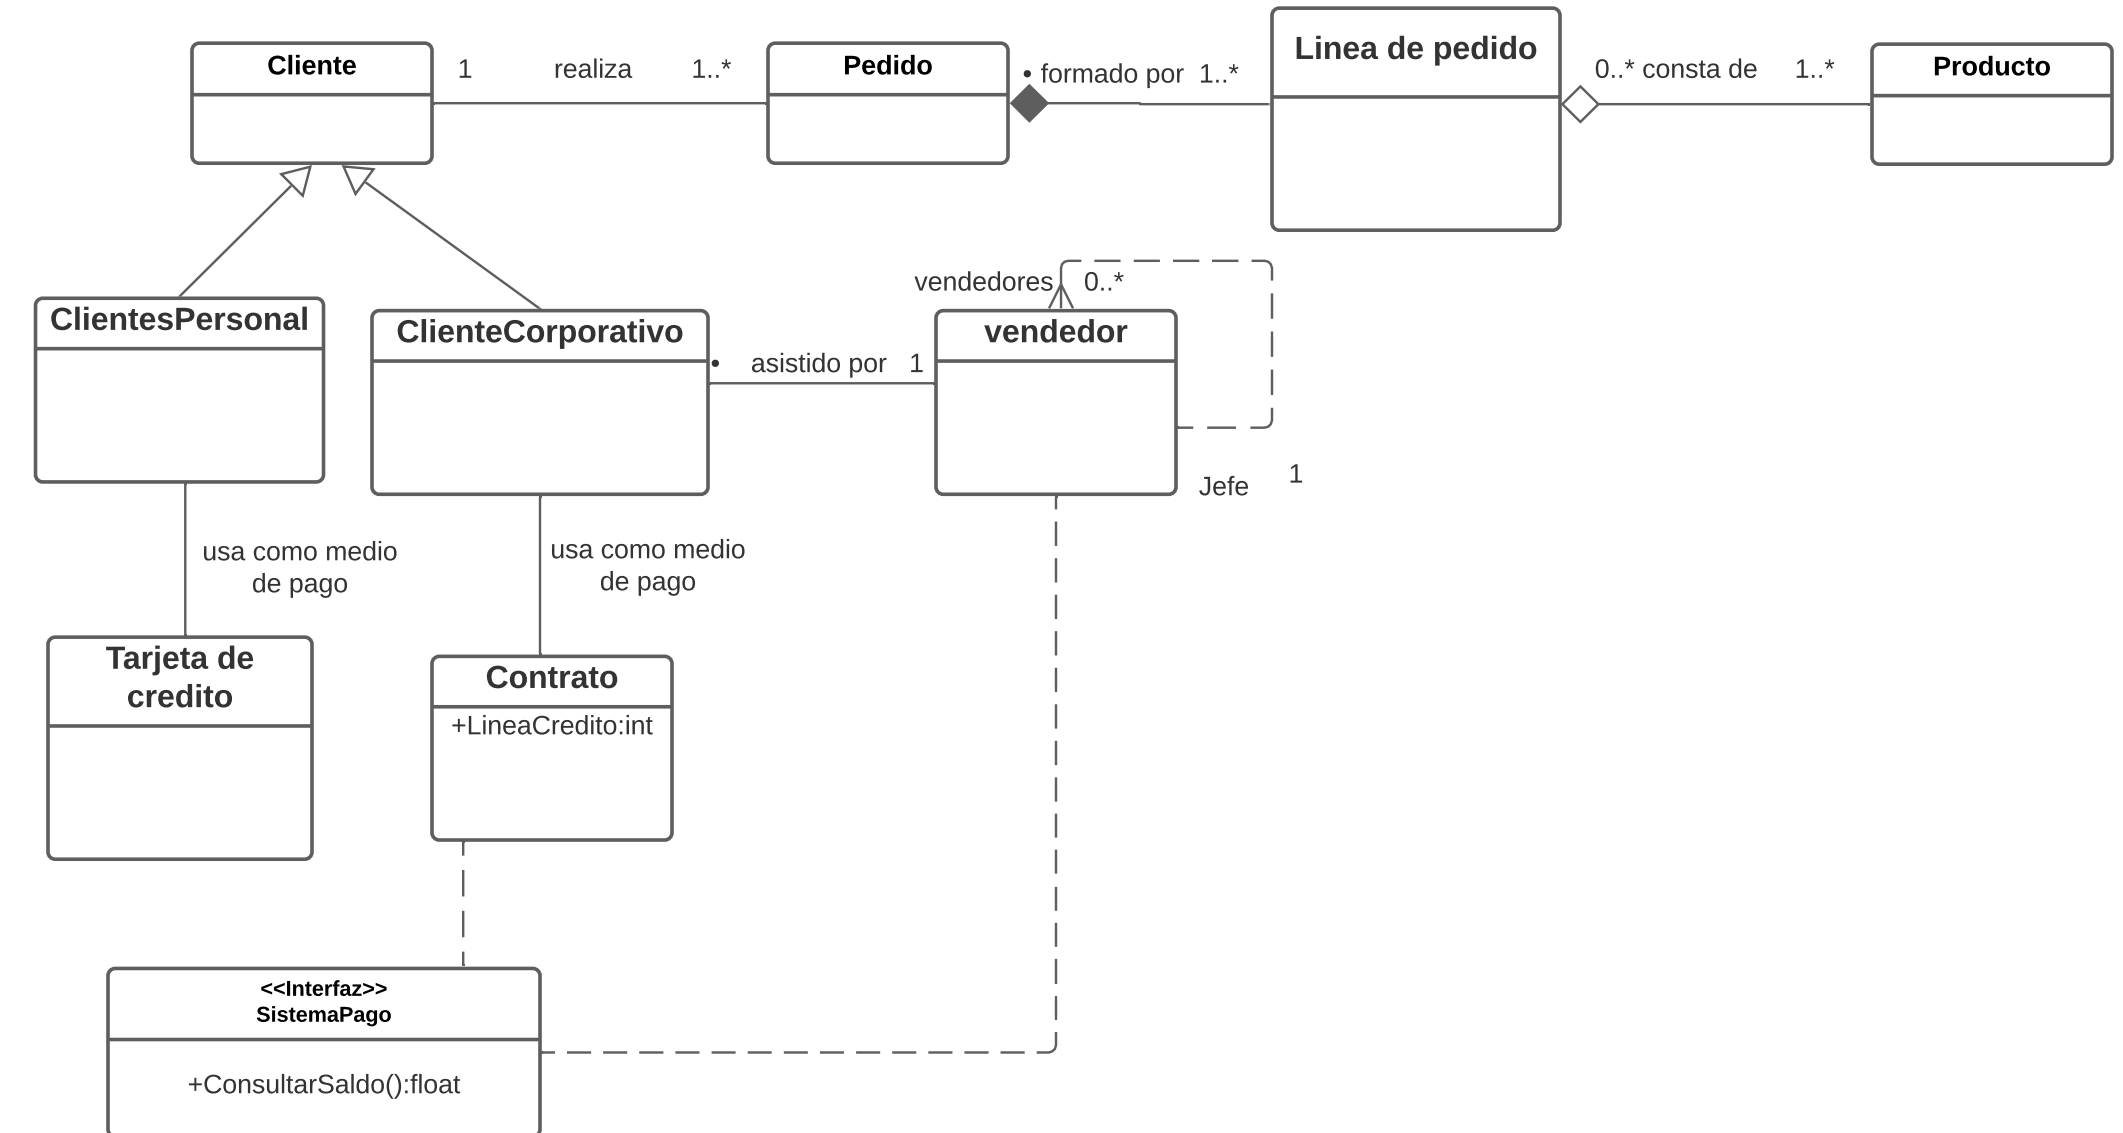 Cliente
1 realiza 1..*
Pedido
• formado por 1..*
Linea de pedido
0..* consta de 1..*
Producto
ClientesPersonal
ClienteCorporativo
• asistido por 1
vendedores 0..*
vendedor
Jefe 1
usa como medio
de pago
usa como medio
de pago
Tarjeta de
credito
Contrato
+LineaCredito:int
<<Interfaz>>
SistemaPago
+ConsultarSaldo():float